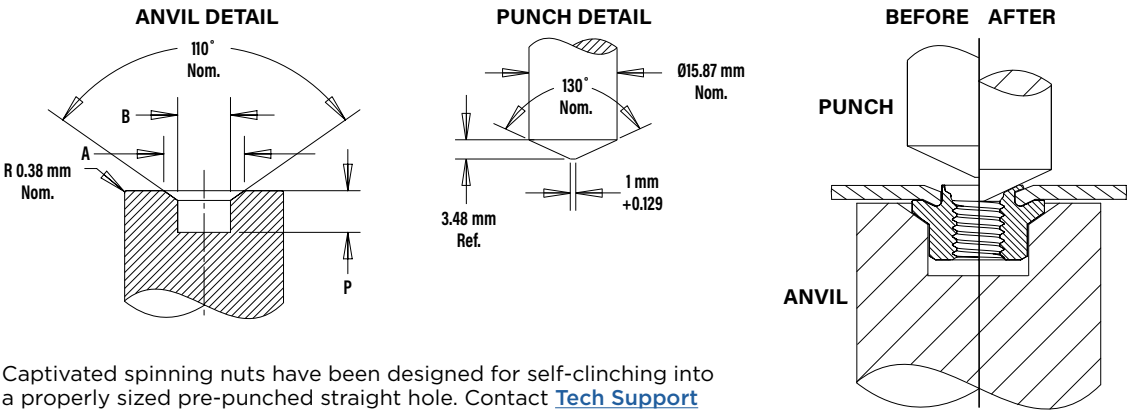 ANVIL DETAIL
110°
Nom.
B
A
R 0.38 mm
Nom.
P
PUNCH DETAIL
Ø15.87 mm
Nom.
130°
Nom.
3.48 mm
Ref.
1 mm
+0.129
BEFORE AFTER
PUNCH
ANVIL
Captivated spinning nuts have been designed for self-clinching into
a properly sized pre-punched straight hole. Contact Tech Support